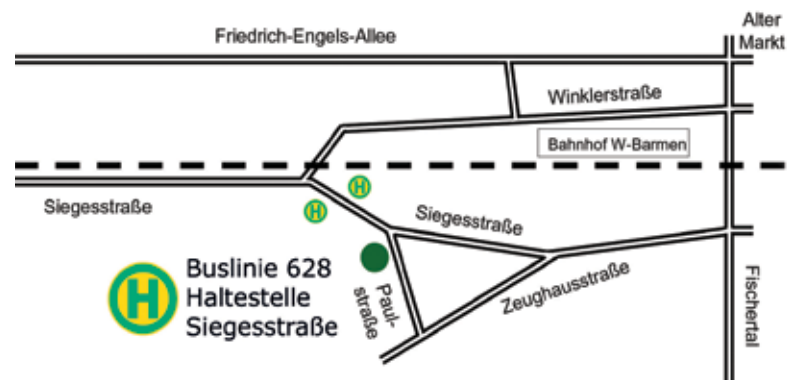 Alter
Markt
Friedrich-Engels-Allee
Winklerstraße
Bahnhof W-Barmen
Siegesstraße
H
H
Siegesstraße
H
Buslinie 628
Haltestelle
Siegesstraße
Paul-
straße
Zeughausstraße
Fischertal